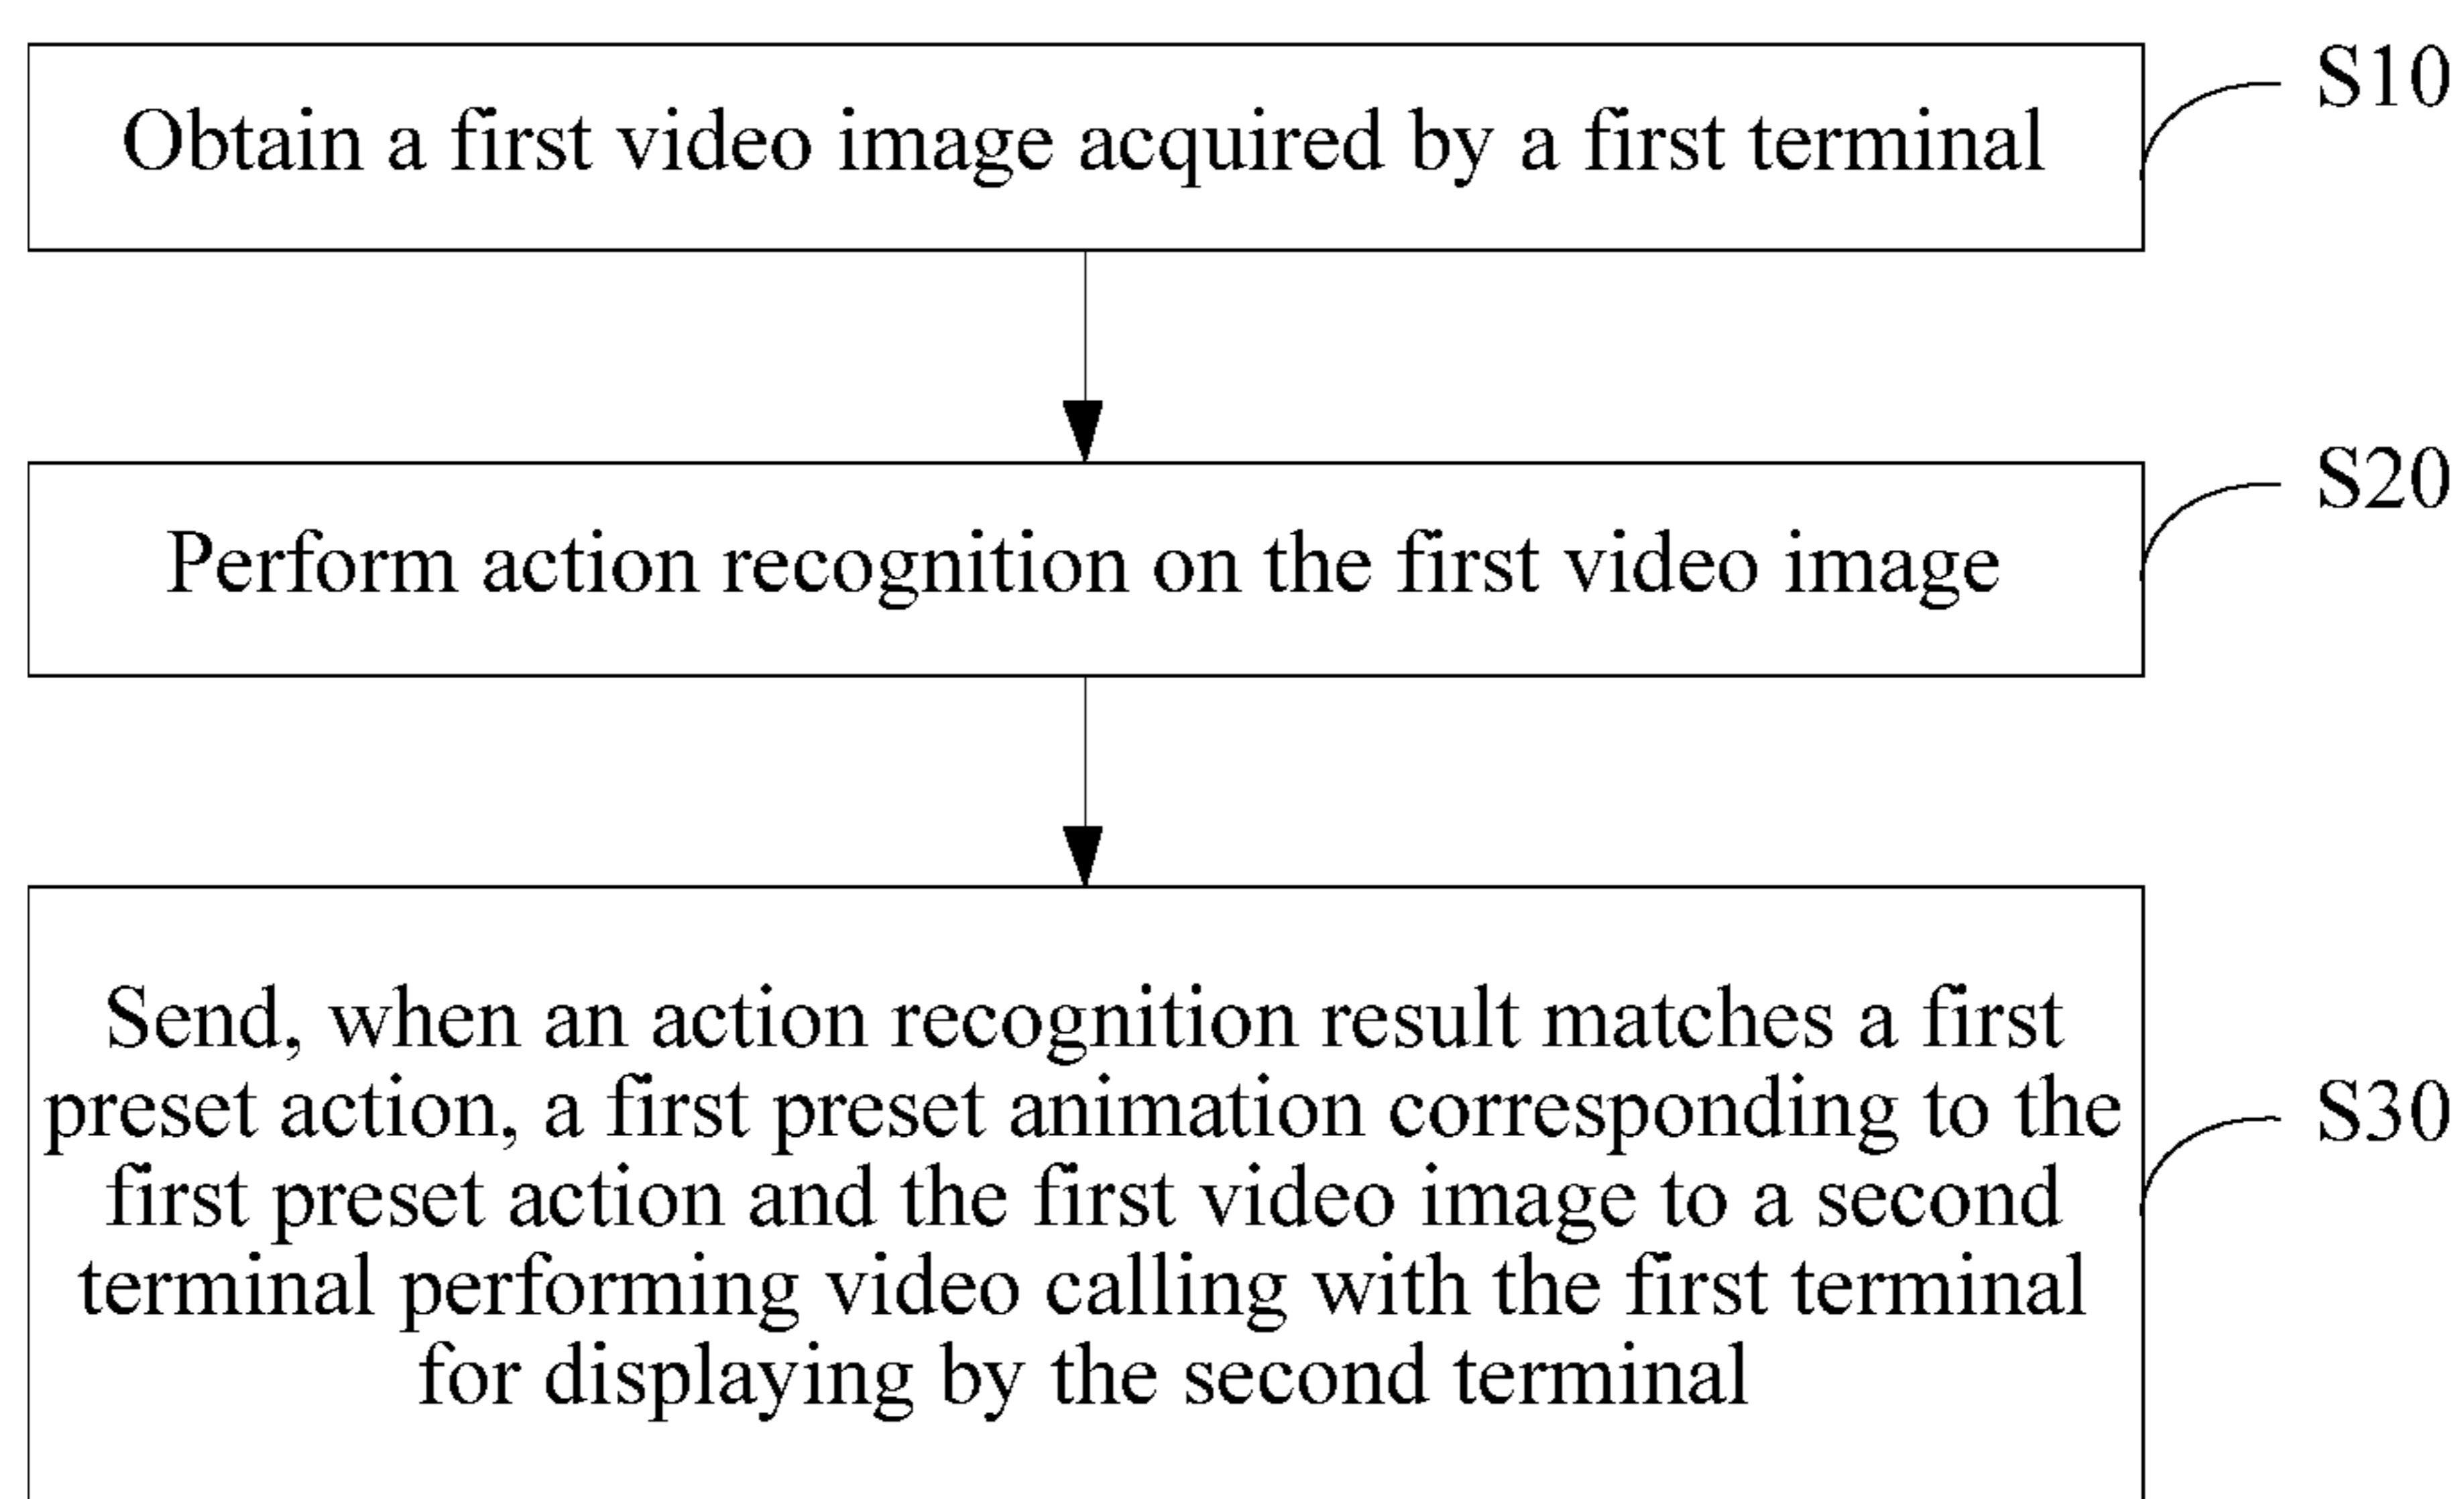 Obtain a first video image acquired by a first terminal
S10
Perform action recognition on the first video image
S20
Send, when an action recognition result matches a first
preset action, a first preset animation corresponding to the
first preset action and the first video image to a second
terminal performing video calling with the first terminal
for displaying by the second terminal
S30